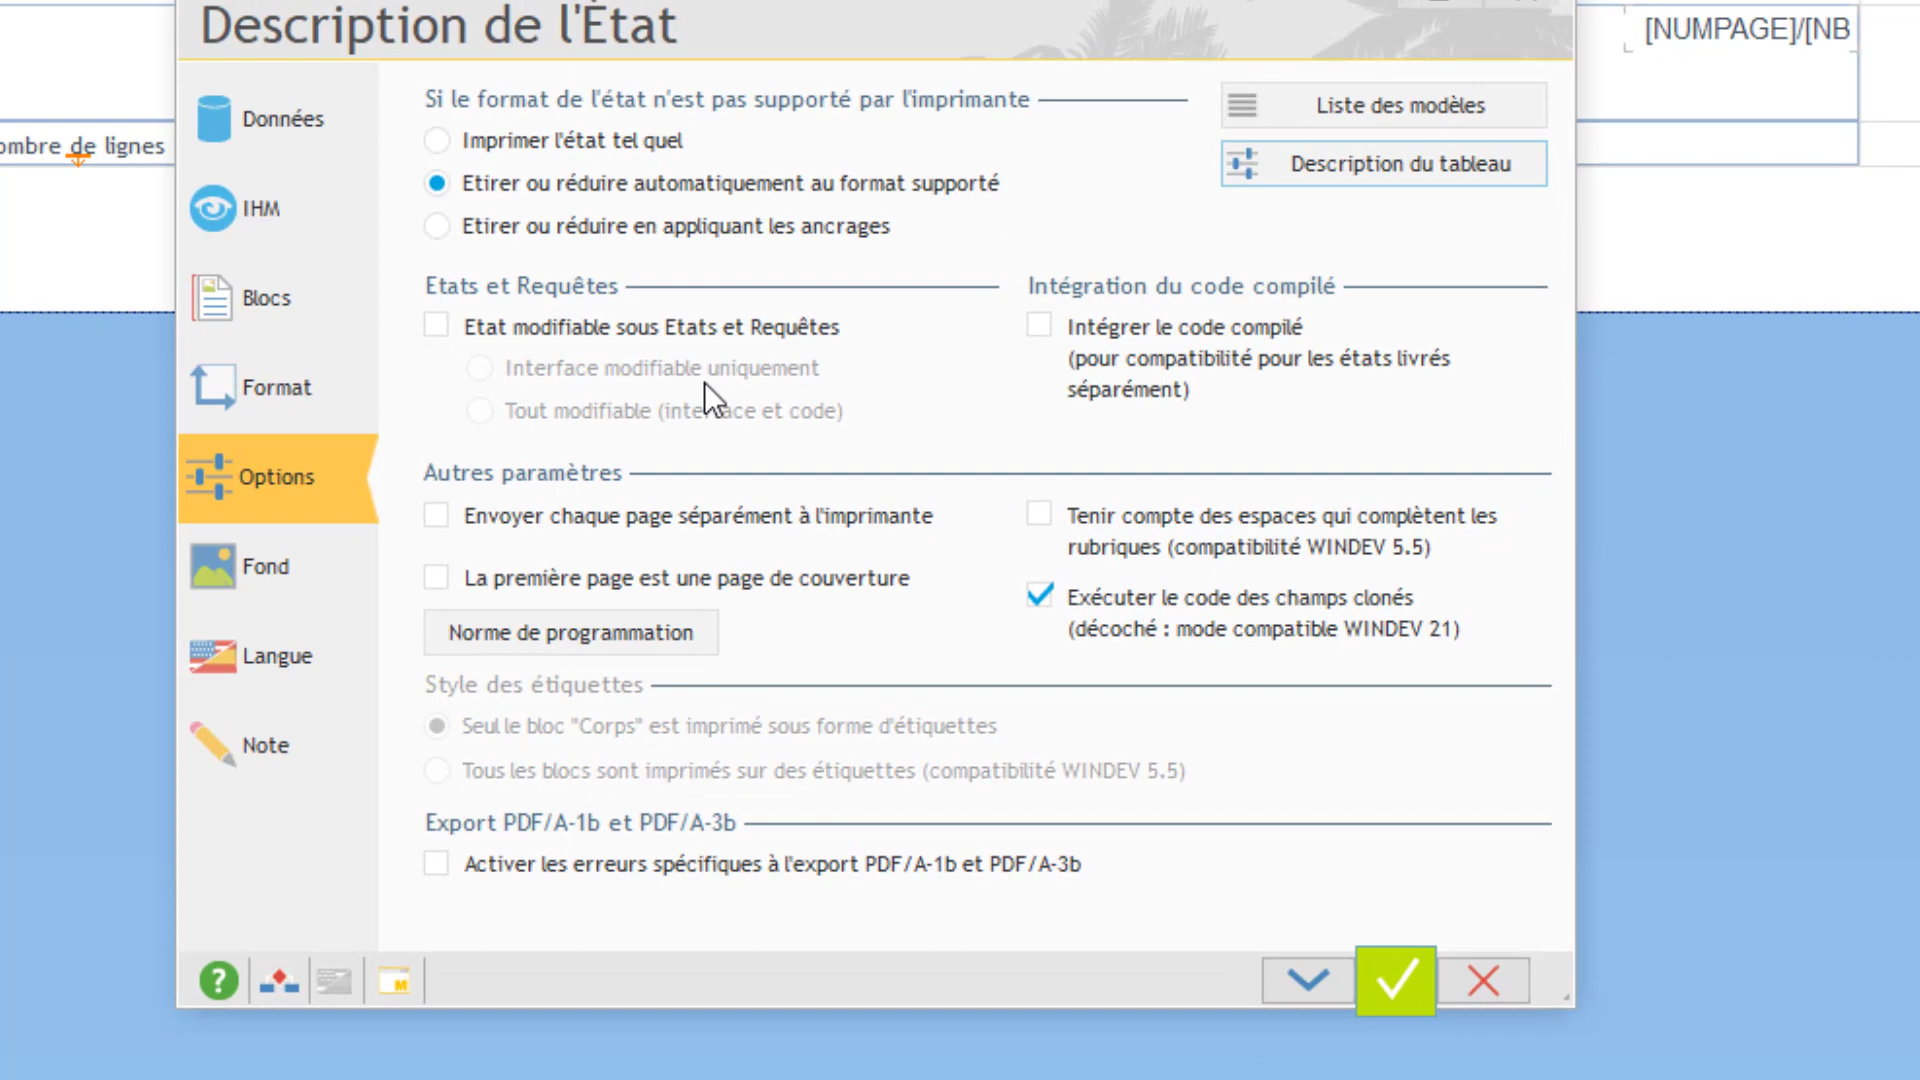 Description de l'État
[NUMPAGE]/[NB
Données
IHM
Blocs
Format
Options
Fond
Langue
Note
ombre de lignes
Si le format de l'état n'est pas supporté par l'imprimante
Imprimer l'état tel quel
Etirer ou réduire automatiquement au format supporté
Etirer ou réduire en appliquant les ancrages
Liste des modèles
Description du tableau
Etats et Requêtes
Etat modifiable sous Etats et Requêtes
Interface modifiable uniquement
Tout modifiable (interface et code)
Intégration du code compilé
Intégrer le code compilé
(pour compatibilité pour les états livrés
séparément)
Autres paramètres
Envoyer chaque page séparément à l'imprimante
La première page est une page de couverture
Norme de programmation
Tenir compte des espaces qui complètent les
rubriques (compatibilité WINDEV 5.5)
Exécuter le code des champs clonés
(décoché : mode compatible WINDEV 21)
Style des étiquettes
Seul le bloc "Corps" est imprimé sous forme d'étiquettes
Tous les blocs sont imprimés sur des étiquettes (compatibilité WINDEV 5.5)
Export PDF/A-1b et PDF/A-3b
Activer les erreurs spécifiques à l'export PDF/A-1b et PDF/A-3b
?
M